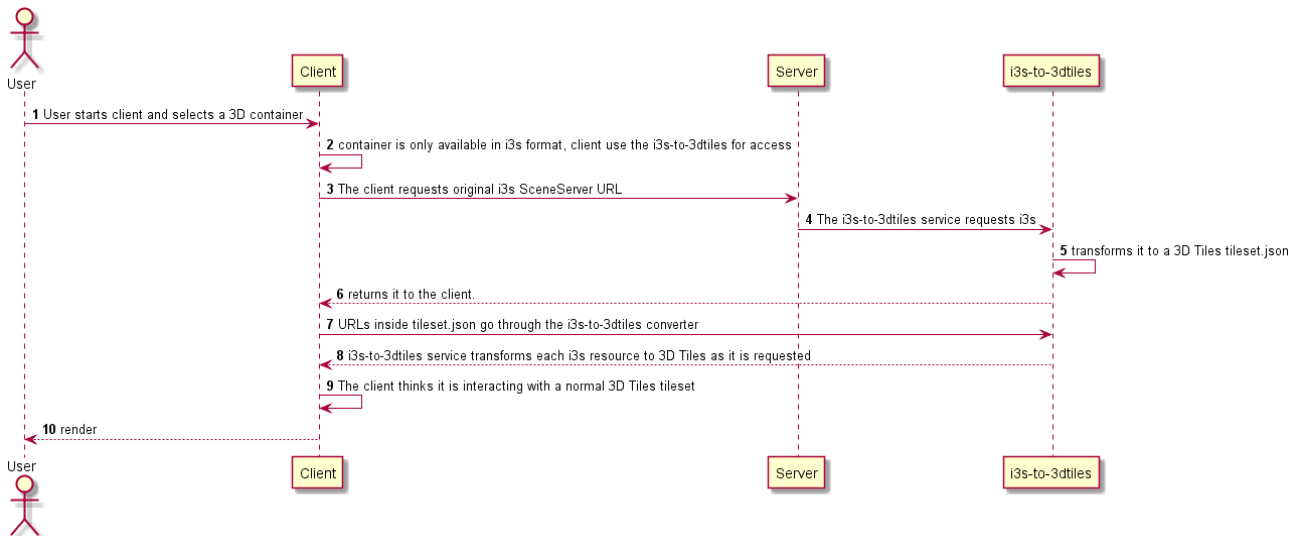 User
Client
Server
i3s-to-3dtiles
1 User starts client and selects a 3D container
2 container is only available in i3s format, client use the i3s-to-3dtiles for access
3 The client requests original i3s SceneServer URL
4 The i3s-to-3dtiles service requests i3s
5 transforms it to a 3D Tiles tileset.json
6 returns it to the client.
7 URLs inside tileset.json go through the i3s-to-3dtiles converter
8 i3s-to-3dtiles service transforms each i3s resource to 3D Tiles as it is requested
9 The client thinks it is interacting with a normal 3D Tiles tileset
10 render
User
Client
Server
i3s-to-3dtiles